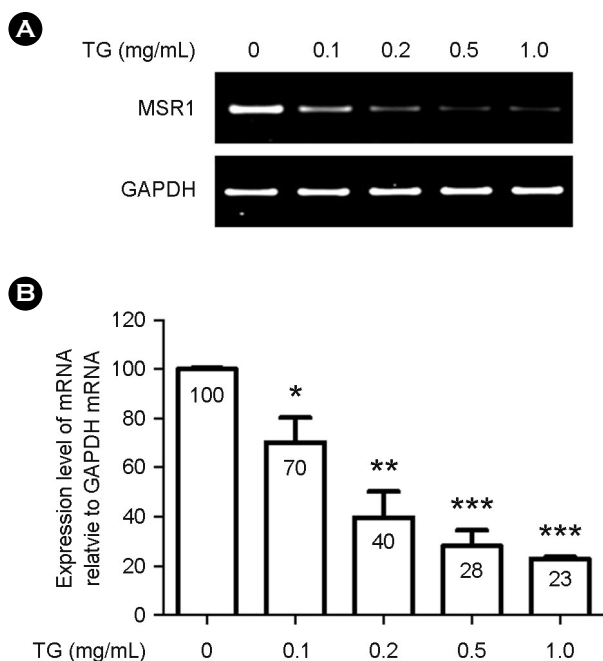 A
TG (mg/mL) 0 0.1 0.2 0.5 1.0
MSR1
GAPDH
B
Expression level of mRNA
relatvie to GAPDH mRNA
120
100
80
60
40
20
0
100
*
70
**
40
***
28
***
23
TG (mg/mL) 0 0.1 0.2 0.5 1.0